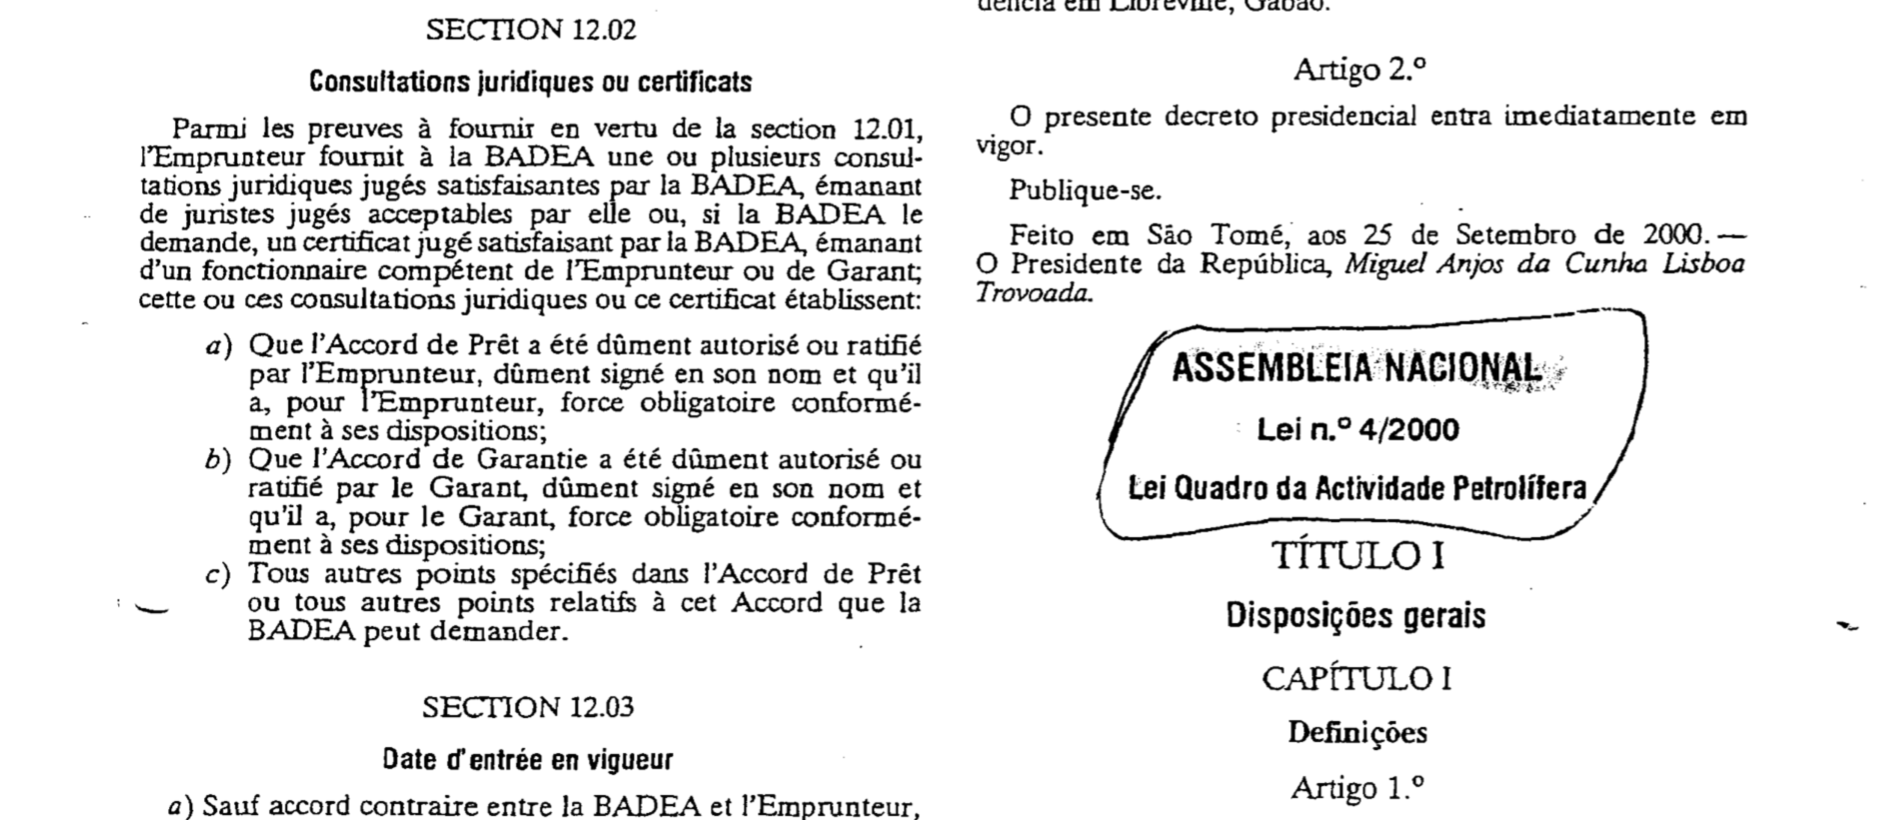 SECTION 12.02
Consultations juridiques ou certificats
Parmi les preuves à fournir en vertu de la section 12.01,
l'Emprunteur fournit à la BADEA une ou plusieurs consul-
tations juridiques jugés satisfaisantes par la BADEA, émanant
de juristes jugés acceptables par elle ou, si la BADEA le
demande, un certificat jugé satisfaisant par la BADEA, émanant
d'un fonctionnaire compétent de l'Emprunteur ou de Garant;
cette ou ces consultations juridiques ou ce certificat établissent:
a) Que l'Accord de Prêt a été dûment autorisé ou ratifié
par l'Emprunteur, dûment signé en son nom et qu'il
a, pour l'Emprunteur, force obligatoire conformé-
ment à ses dispositions;
b) Que l'Accord de Garantie a été dûment autorisé ou
ratifié par le Garant, dûment signé en son nom et
qu'il a, pour le Garant, force obligatoire conformé-
ment à ses dispositions;
c) Tous autres points spécifiés dans l'Accord de Prêt
ou tous autres points relatifs à cet Accord que la
BADEA peut demander.
SECTION 12.03
Date d'entrée en vigueur
a) Sauf accord contraire entre la BADEA et l'Emprunteur,
dência em Libreville, Gabão.
Artigo 2.º
O presente decreto presidencial entra imediatamente em
vigor.
Publique-se.
Feito em São Tomé, aos 25 de Setembro de 2000. —
O Presidente da República, Miguel Anjos da Cunha Lisboa
Trovoada.
ASSEMBLEIA NACIONAL
Lei n.º 4/2000
Lei Quadro da Actividade Petrolífera
TÍTULO I
Disposições gerais
CAPÍTULO I
Definições
Artigo 1.º